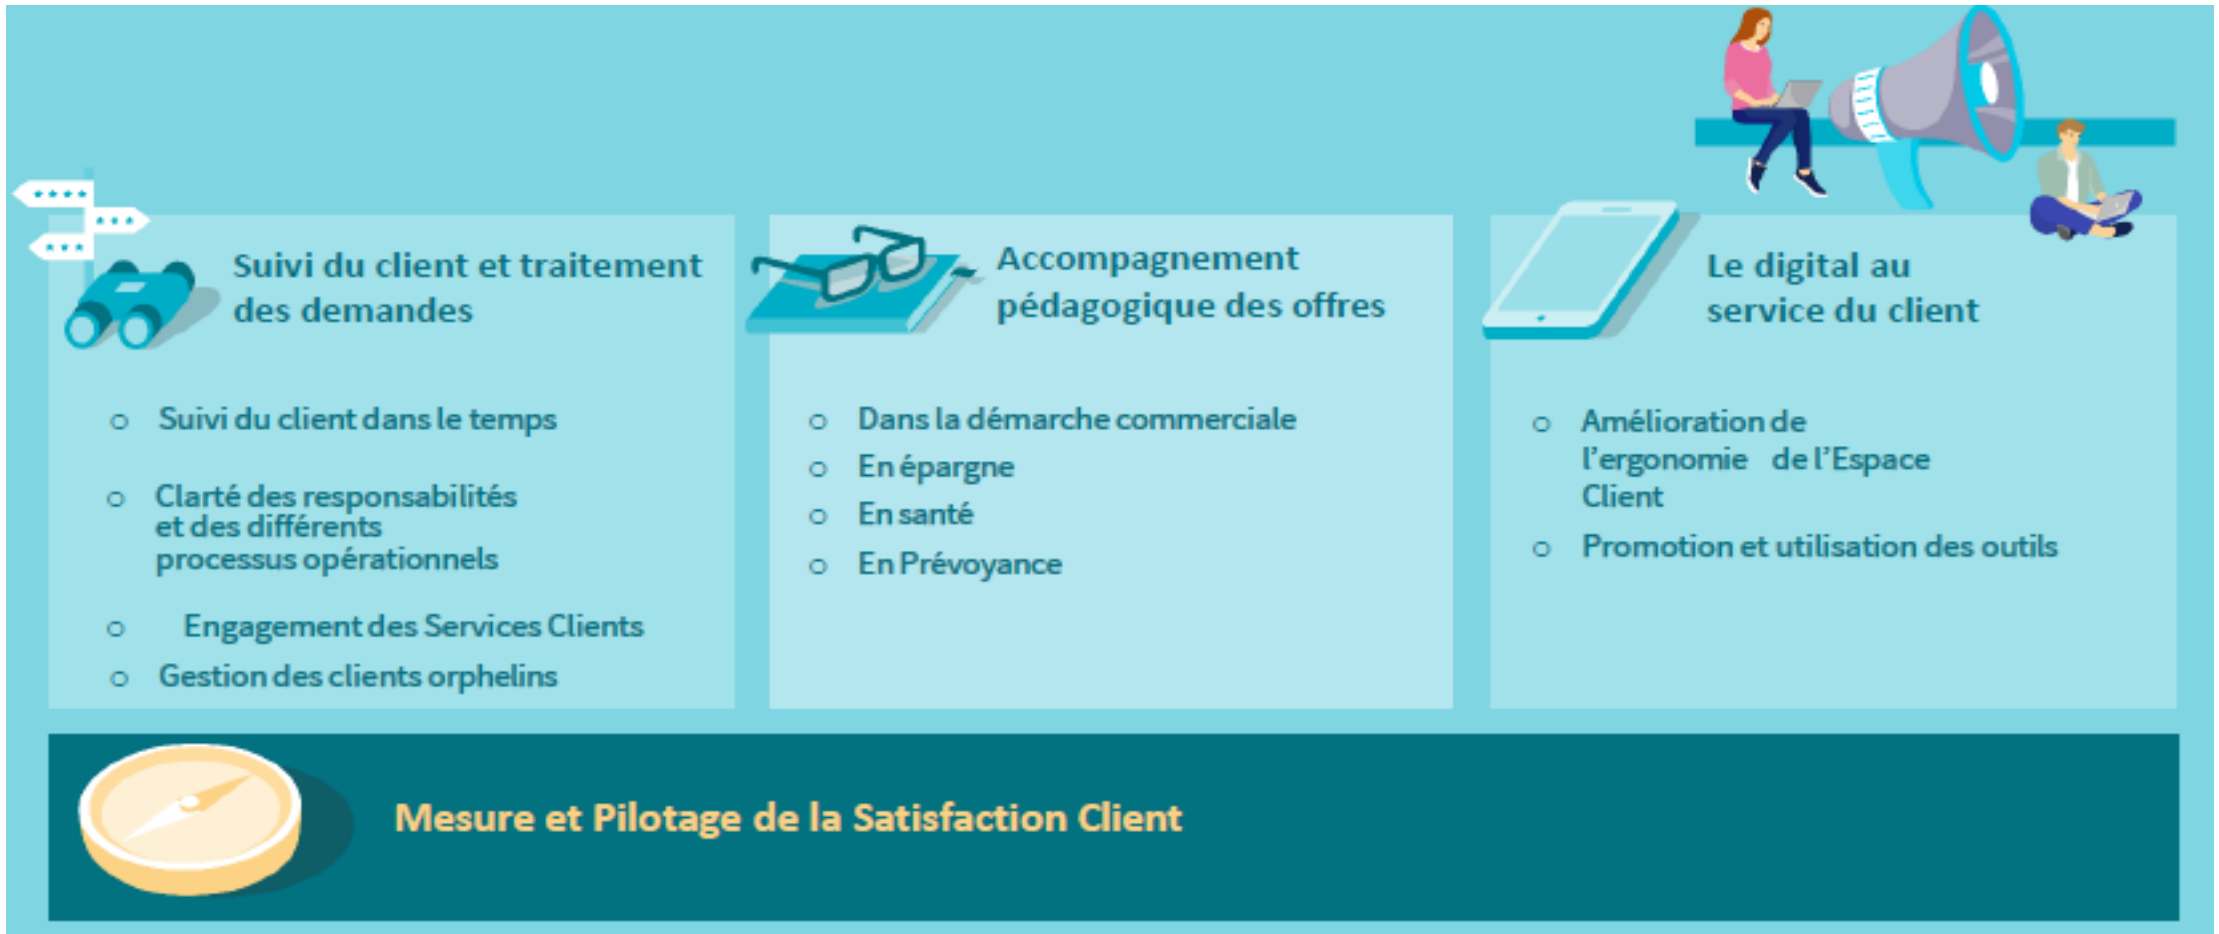 Suivi du client et traitement
des demandes
o Suivi du client dans le temps
o Clarté des responsabilités
et des différents
processus opérationnels
o Engagement des Services Clients
o Gestion des clients orphelins
Accompagnement
pédagogique des offres
o Dans la démarche commerciale
o En épargne
o En santé
o En Prévoyance
Le digital au
service du client
o Amélioration de
l’ergonomie de l’Espace
Client
o Promotion et utilisation des outils
Mesure et Pilotage de la Satisfaction Client